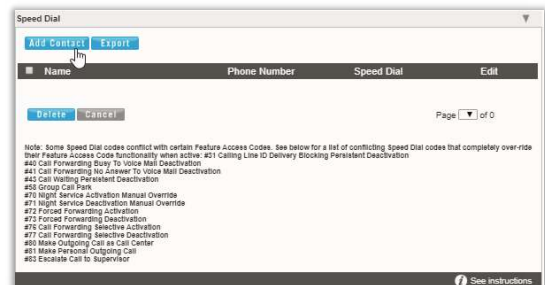 Speed Dial
Add Contact Export
Name Phone Number Speed Dial Edit
Delete Cancel Page of 0
Note: Some Speed Dial codes conflict with certain Feature Access Codes. See below for a list of conflicting Speed Dial codes that completely over-ride
their Feature Access Code functionality when active: #31 Calling Line ID Delivery Blocking Persistent Deactivation
#40 Call Forwarding Busy To Voice Mail Deactivation
#41 Call Forwarding No Answer To Voice Mail Deactivation
#43 Call Waiting Persistent Deactivation
#58 Group Call Park
#70 Night Service Activation Manual Override
#71 Night Service Deactivation Manual Override
#72 Forced Forwarding Activation
#73 Forced Forwarding Deactivation
#76 Call Forwarding Selective Activation
#77 Call Forwarding Selective Deactivation
#80 Make Outgoing Call as Call Center
#81 Make Personal Outgoing Call
#83 Escalate Call to Supervisor
See instructions